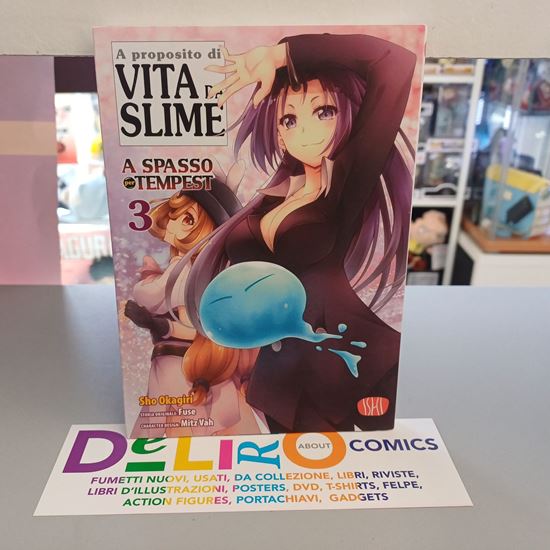 A proposito di
VITA DA
SLIME
A SPASSO
per TEMPEST
3
Sho Okagiri
STORIA ORIGINALE: Fuse
CHARACTER DESIGN: Mitz Vah
ISHI
DeLiRO ABOUT COMICS
FUMETTI NUOVI, USATI, DA COLLEZIONE, LIBRI, RIVISTE,
LIBRI D'ILLUSTRAZIONI, POSTERS, DVD, T-SHIRTS, FELPE,
ACTION FIGURES, PORTACHIAVI, GADGETS